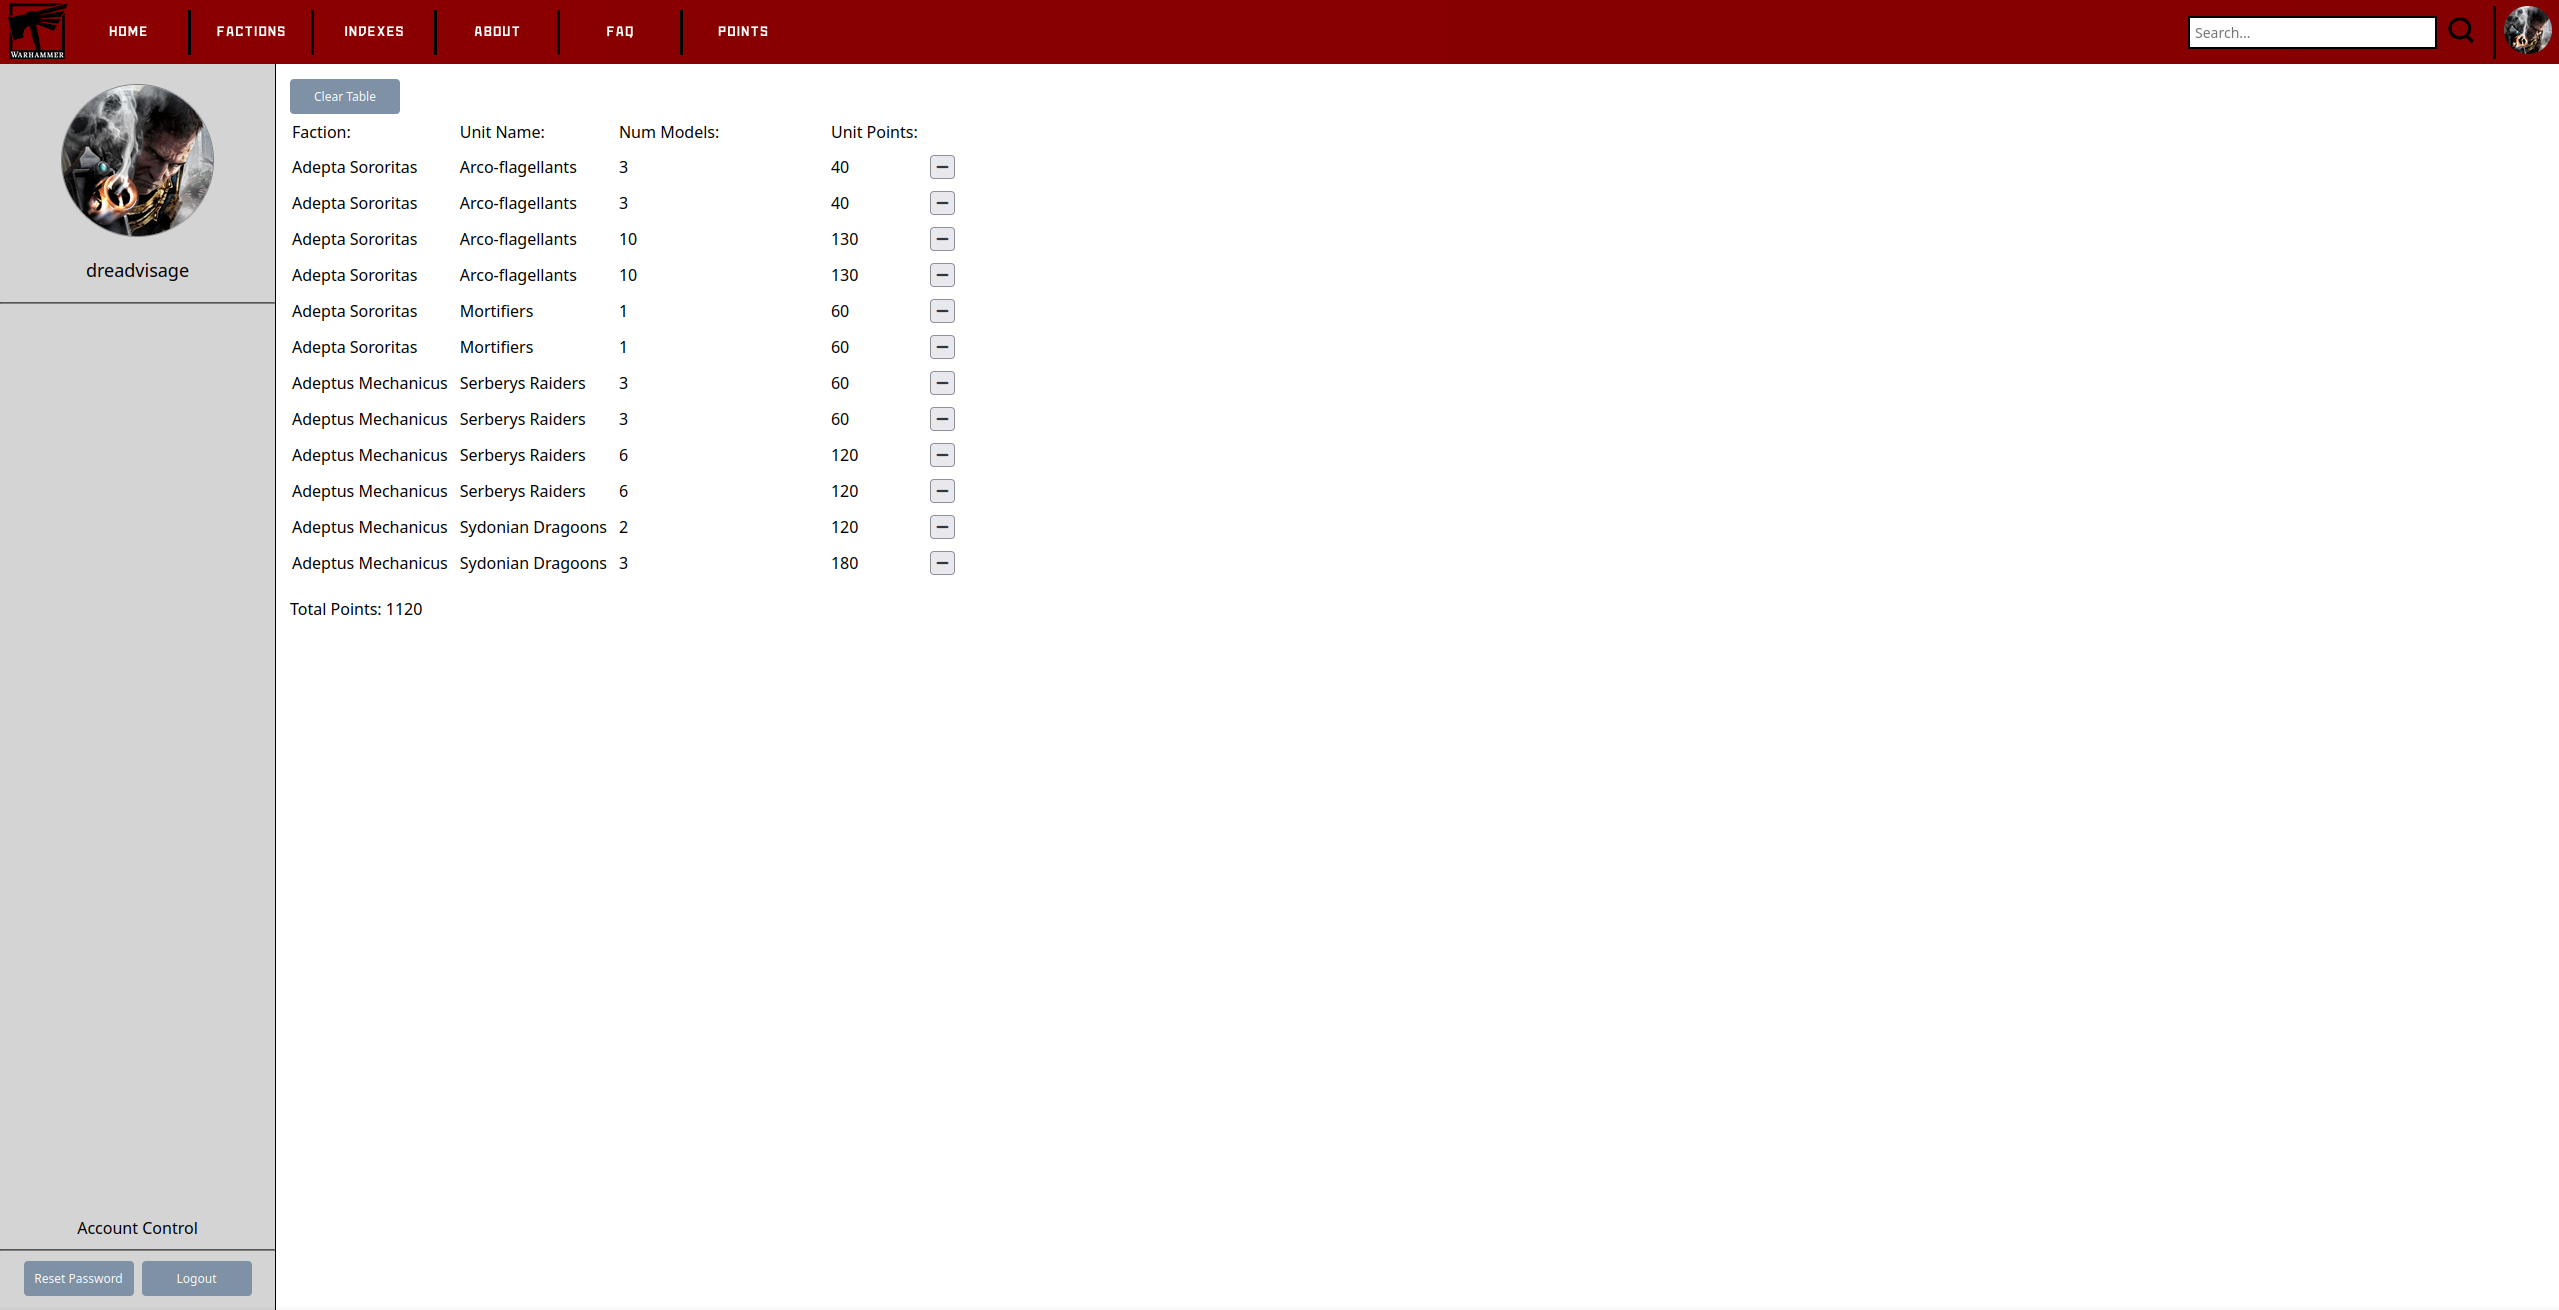 WARHAMMER
HOME FACTIONS INDEXES ABOUT FAQ POINTS Search...
dreadvisage
Clear Table
Faction: Unit Name: Num Models: Unit Points:
Adepta Sororitas Arco-flagellants 3 40
Adepta Sororitas Arco-flagellants 3 40
Adepta Sororitas Arco-flagellants 10 130
Adepta Sororitas Arco-flagellants 10 130
Adepta Sororitas Mortifiers 1 60
Adepta Sororitas Mortifiers 1 60
Adeptus Mechanicus Serberys Raiders 3 60
Adeptus Mechanicus Serberys Raiders 3 60
Adeptus Mechanicus Serberys Raiders 6 120
Adeptus Mechanicus Serberys Raiders 6 120
Adeptus Mechanicus Sydonian Dragoons 2 120
Adeptus Mechanicus Sydonian Dragoons 3 180
Total Points: 1120
Account Control
Reset Password Logout